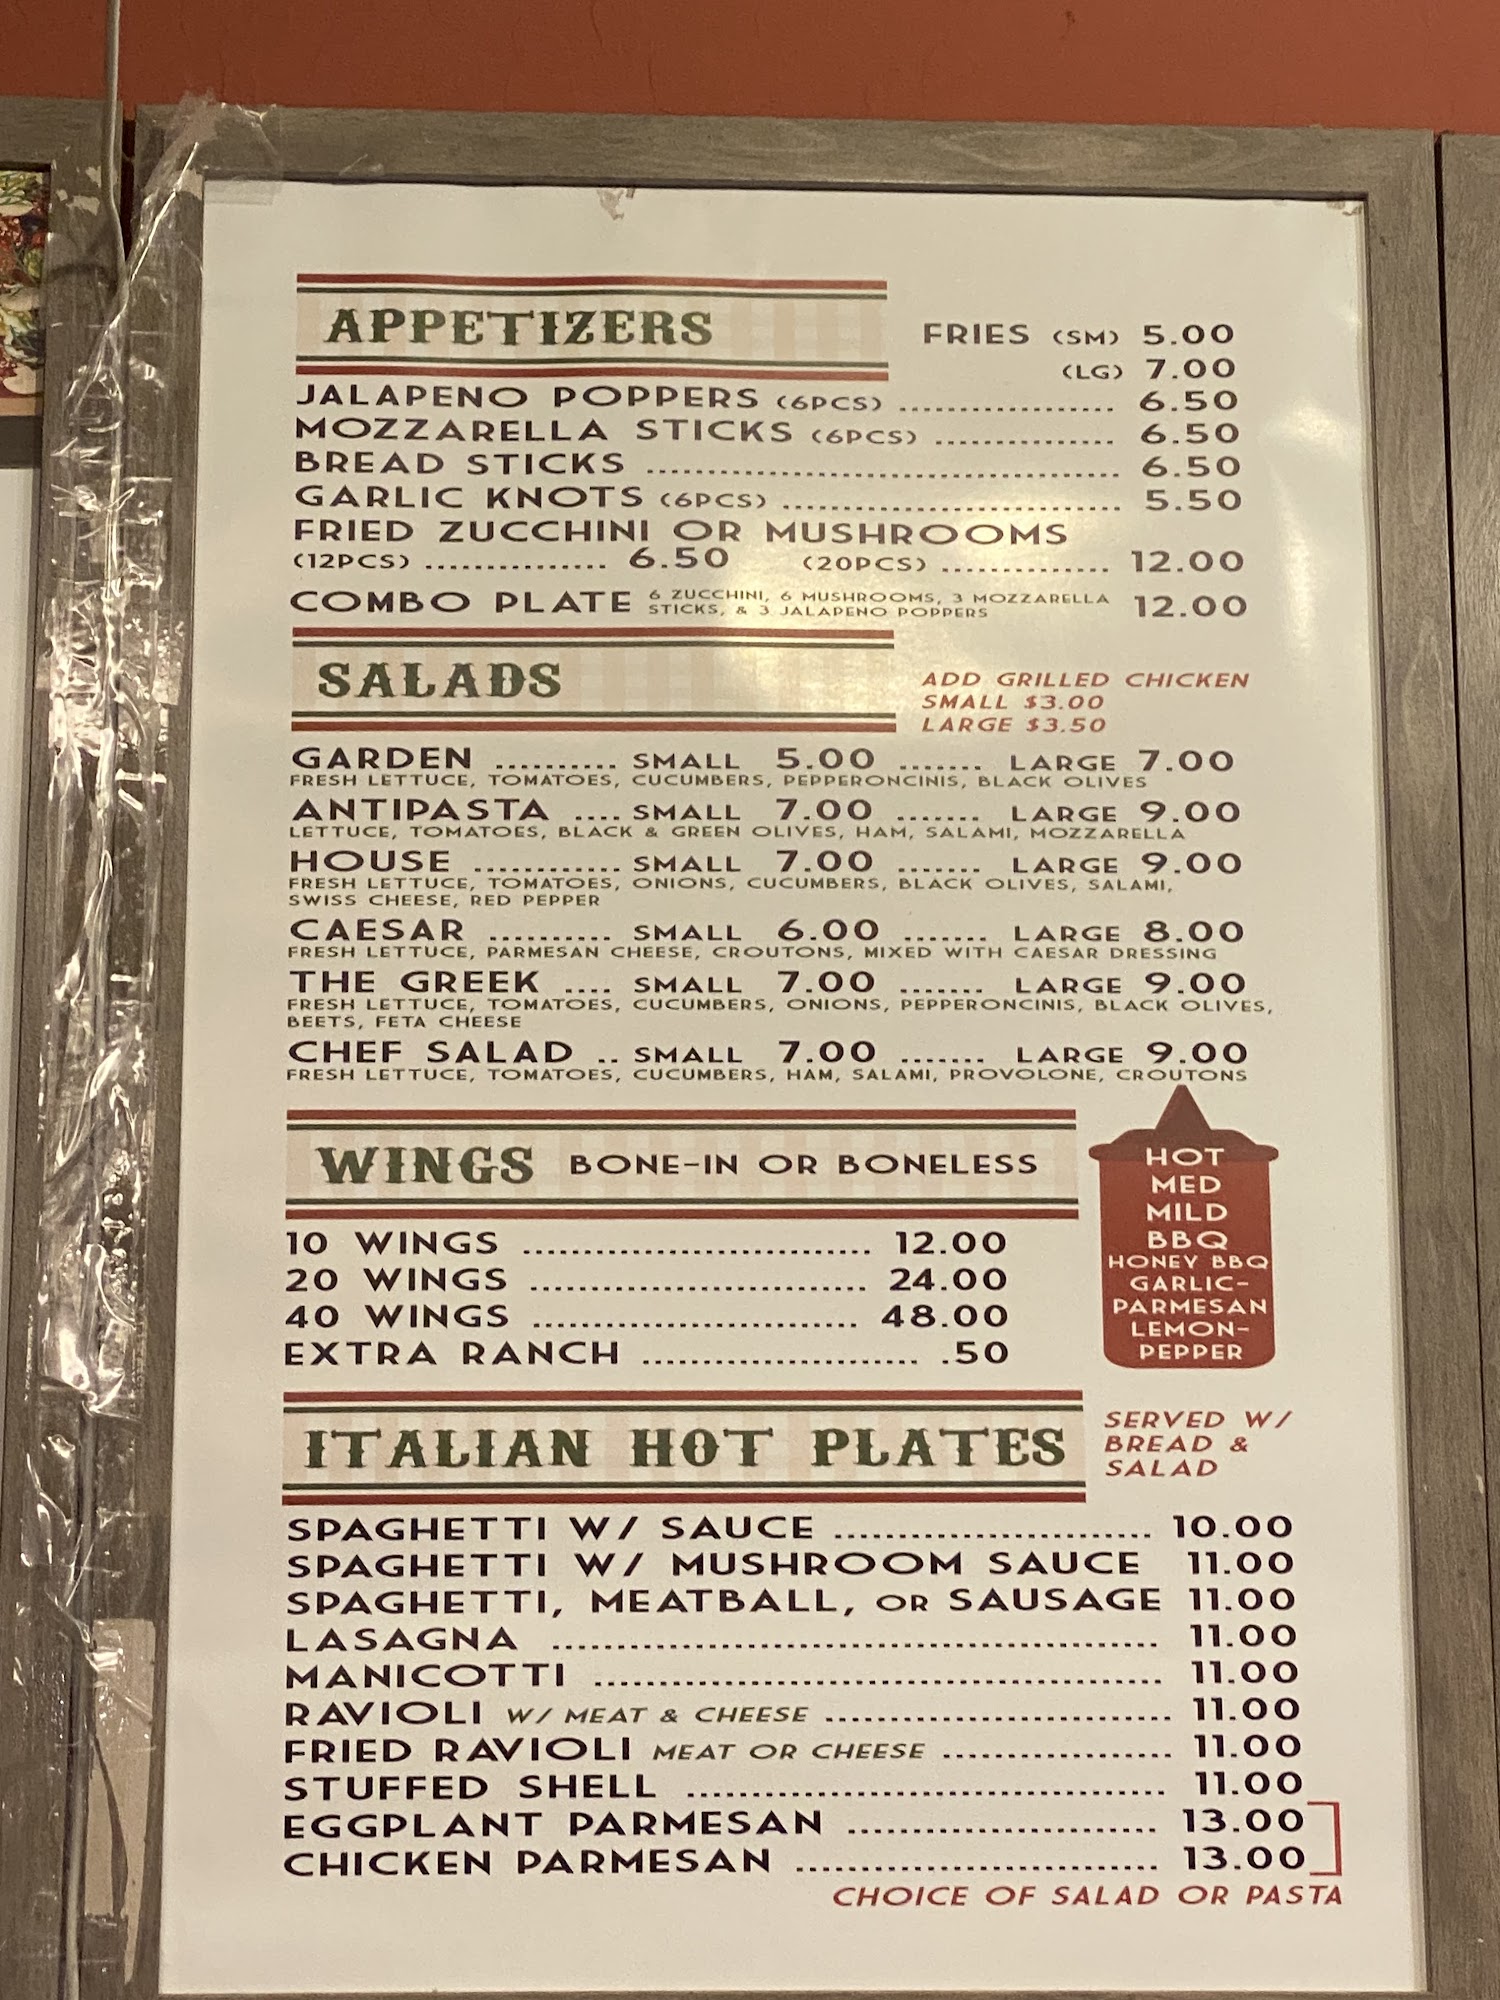 APPETIZERS
FRIES (SM) 5.00
(LG) 7.00
JALAPENO POPPERS (6PCS) .................. 6.50
MOZZARELLA STICKS (6PCS) ............... 6.50
BREAD STICKS ....................................... 6.50
GARLIC KNOTS (6PCS) ............................ 5.50
FRIED ZUCCHINI OR MUSHROOMS
(12PCS) ............... 6.50 (20PCS) .............. 12.00
COMBO PLATE 6 ZUCCHINI, 6 MUSHROOMS, 3 MOZZARELLA
STICKS, & 3 JALAPENO POPPERS 12.00
SALADS
ADD GRILLED CHICKEN
SMALL $3.00
LARGE $3.50
GARDEN .......... SMALL 5.00 ....... LARGE 7.00
FRESH LETTUCE, TOMATOES, CUCUMBERS, PEPPERONCINIS, BLACK OLIVES
ANTIPASTA .... SMALL 7.00 ....... LARGE 9.00
LETTUCE, TOMATOES, BLACK & GREEN OLIVES, HAM, SALAMI, MOZZARELLA
HOUSE ............ SMALL 7.00 ....... LARGE 9.00
FRESH LETTUCE, TOMATOES, ONIONS, CUCUMBERS, BLACK OLIVES, SALAMI,
SWISS CHEESE, RED PEPPER
CAESAR .......... SMALL 6.00 ....... LARGE 8.00
FRESH LETTUCE, PARMESAN CHEESE, CROUTONS, MIXED WITH CAESAR DRESSING
THE GREEK .... SMALL 7.00 ....... LARGE 9.00
FRESH LETTUCE, TOMATOES, CUCUMBERS, ONIONS, PEPPERONCINIS, BLACK OLIVES,
BEETS, FETA CHEESE
CHEF SALAD .. SMALL 7.00 ....... LARGE 9.00
FRESH LETTUCE, TOMATOES, CUCUMBERS, HAM, SALAMI, PROVOLONE, CROUTONS
WINGS BONE-IN OR BONELESS
10 WINGS ............................. 12.00
20 WINGS ............................ 24.00
40 WINGS ........................... 48.00
EXTRA RANCH ....................... .50
HOT
MED
MILD
BBQ
HONEY BBQ
GARLIC-
PARMESAN
LEMON-
PEPPER
ITALIAN HOT PLATES
SERVED W/
BREAD &
SALAD
SPAGHETTI W/ SAUCE .......................... 10.00
SPAGHETTI W/ MUSHROOM SAUCE 11.00
SPAGHETTI, MEATBALL, OR SAUSAGE 11.00
LASAGNA .................................................. 11.00
MANICOTTI ............................................... 11.00
RAVIOLI W/ MEAT & CHEESE ............................ 11.00
FRIED RAVIOLI MEAT OR CHEESE ................... 11.00
STUFFED SHELL ....................................... 11.00
EGGPLANT PARMESAN ......................... 13.00
CHICKEN PARMESAN ............................. 13.00
CHOICE OF SALAD OR PASTA